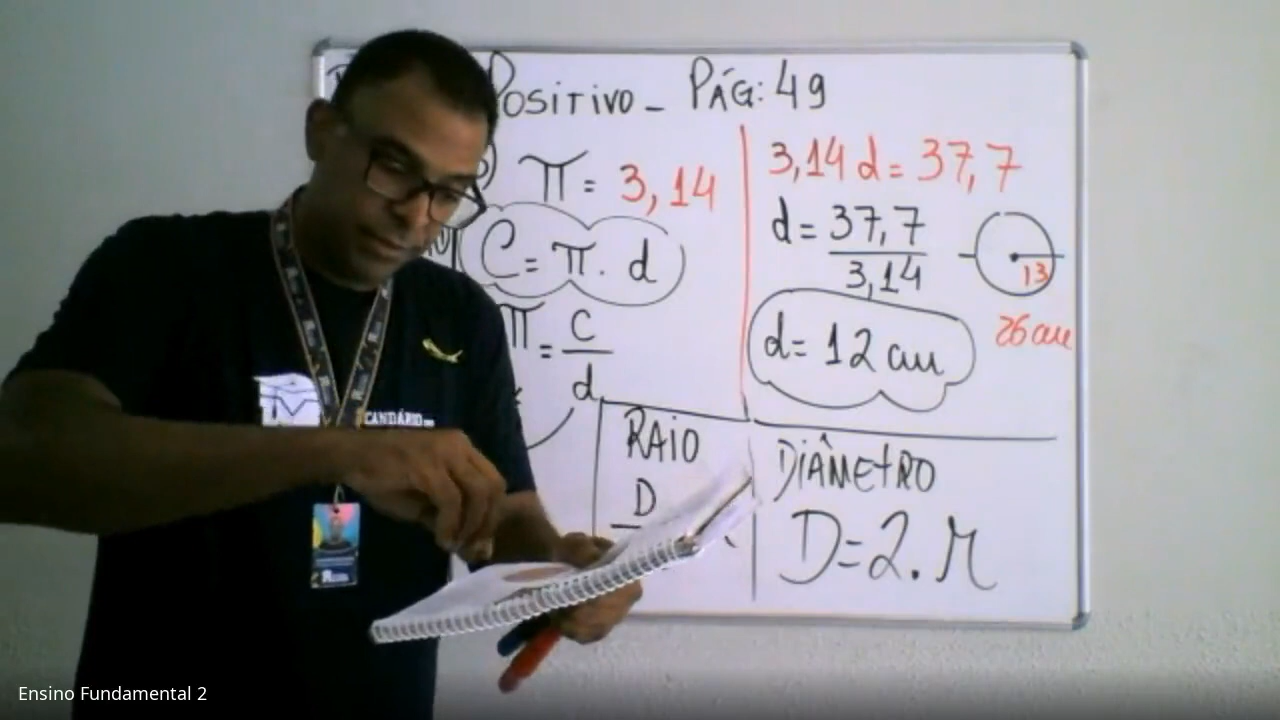 Positivo - Pág: 49
π = 3,14
C = π . d
π = C/d
RAIO
D
3,14 d = 37,7
d = 37,7/3,14
13
26 cm
d = 12 cm
DIÂMETRO
D = 2 . r
CANDÁRIO
Ensino Fundamental 2